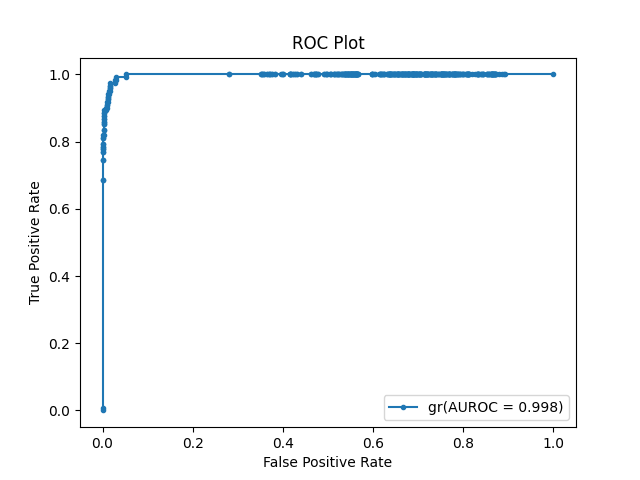 ROC Plot
True Positive Rate
1.0
0.8
0.6
0.4
0.2
0.0
gr(AUROC = 0.998)
0.0 0.2 0.4 0.6 0.8 1.0
False Positive Rate